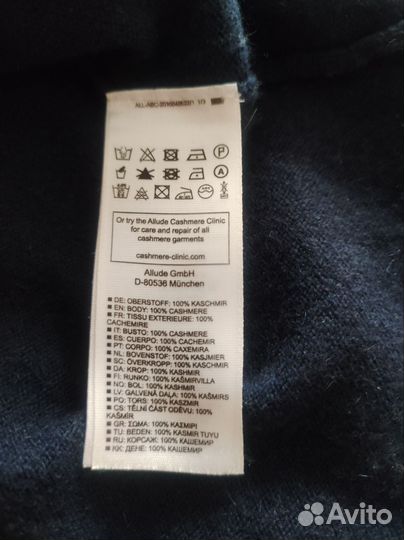 P
A
Or try the Allude Cashmere Clinic
for care and repair of all
cashmere garments
cashmere-clinic.com
Allude GmbH
D-80536 München
DE: OBERSTOFF: 100% KASCHMIR
EN: BODY: 100% CASHMERE
FR: TISSU EXTERIEURE: 100%
CACHEMIRE
IT: BUSTO: 100% CASHMERE
ES: CUERPO: 100% CACHEMIR
PT: CORPO: 100% CAXEMIRA
NL: BOVENSTOF: 100% KASJMIER
SC: ÖVERKROPP: 100% KASCHMIR
DA: KROP: 100% KASHMIR
FI: RUNKO: 100% KAŠMIRVILLA
NO: BOL: 100% KASHMIR
LV: GALVENĀ DAĻA: 100% KAŠMIRS
PO: TORS: 100% KASZMIR
CS: TĚLNÍ ČÁST ODĚVU: 100%
KAŠMÍR
GR: ΣΩΜΑ: 100% ΚΑΣΜΙΡΙ
TU: BEDEN: 100% KASMIR TUYU
RU: КОРСАЖ: 100% КАШЕМИР
KK: ДЕНЕ: 100% КАШЕМИР
Avito